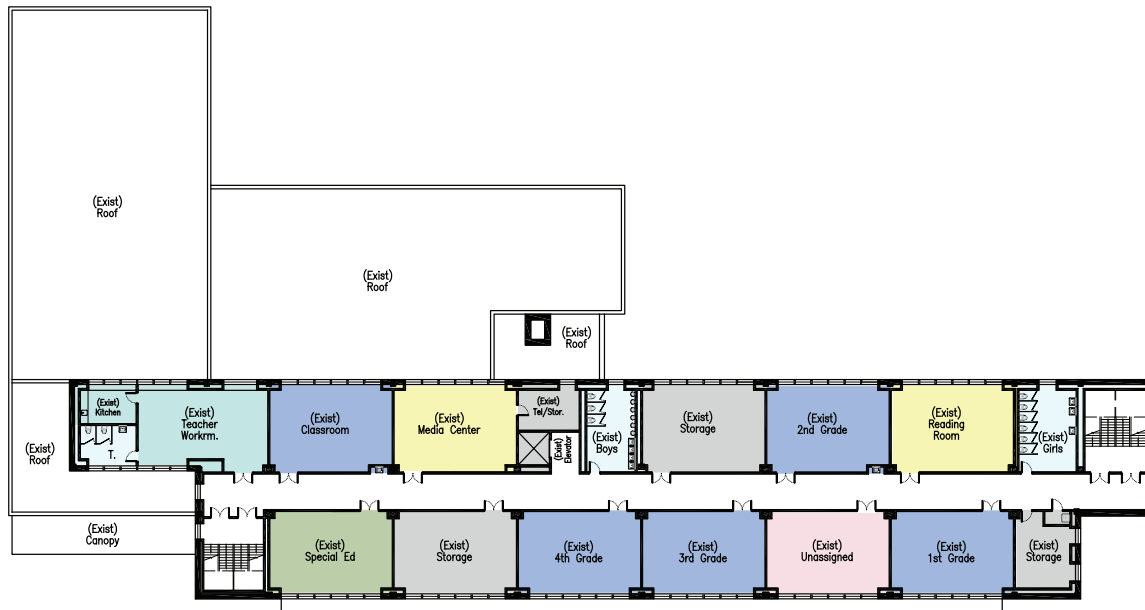 (Exist)
Roof
(Exist)
Roof
(Exist)
Roof
(Exist)
Roof
(Exist)
Canopy
(Exist)
Kitchen
T.
(Exist)
Teacher
Workrm.
(Exist)
Classroom
(Exist)
Media Center
(Exist)
Tel/Stor.
(Exist)
Elevator
(Exist)
Boys
(Exist)
Storage
(Exist)
2nd Grade
(Exist)
Reading
Room
(Exist)
Girls
(Exist)
Special Ed
(Exist)
Storage
(Exist)
4th Grade
(Exist)
3rd Grade
(Exist)
Unassigned
(Exist)
1st Grade
(Exist)
Storage